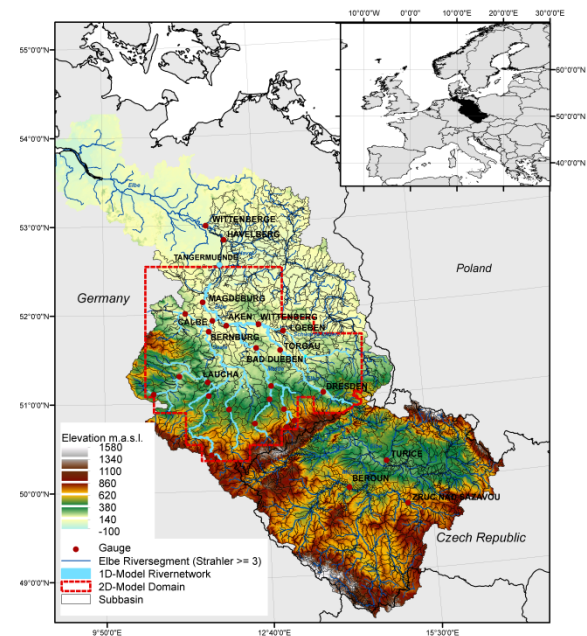 10°0'0"W 0°0'0"E 10°0'0"E 20°0'0"E 30°0'0"E
55°0'0"N
60°0'0"N
50°0'0"N
54°0'0"N
40°0'0"N
Elbe
WITTENBERGE
53°0'0"N
HAVELBERG
TANGERMUENDE
Poland
Germany
MAGDEBURG
52°0'0"N
CALBE
AKEN
WITTENBERG
LOEBEN
BERNBURG
TORGAU
BAD DUEBEN
LAUCHA
DRESDEN
51°0'0"N
Elevation m.a.s.l.
1580
1340
1100
860
620
380
140
-100
TURICE
BEROUN
50°0'0"N
ZRUC NAD SAZAVOU
Czech Republic
Gauge
Elbe Riversegment (Strahler >= 3)
1D-Model Rivernetwork
2D-Model Domain
Subbasin
49°0'0"N
9°50'0"E 12°40'0"E 15°30'0"E